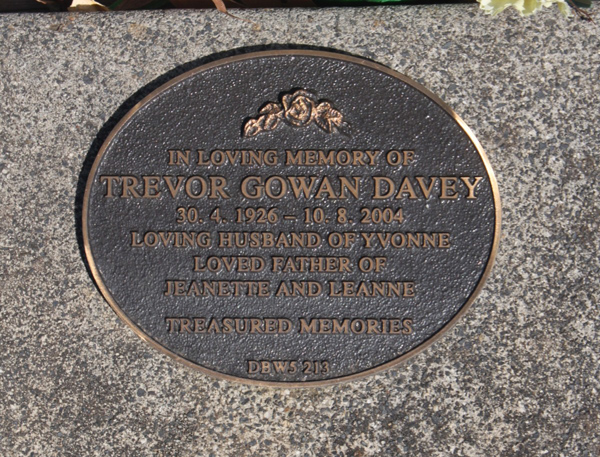 IN LOVING MEMORY OF
TREVOR GOWAN DAVEY
30. 4. 1926 – 10. 8. 2004
LOVING HUSBAND OF YVONNE
LOVED FATHER OF
JEANETTE AND LEANNE
TREASURED MEMORIES
DBW5 213